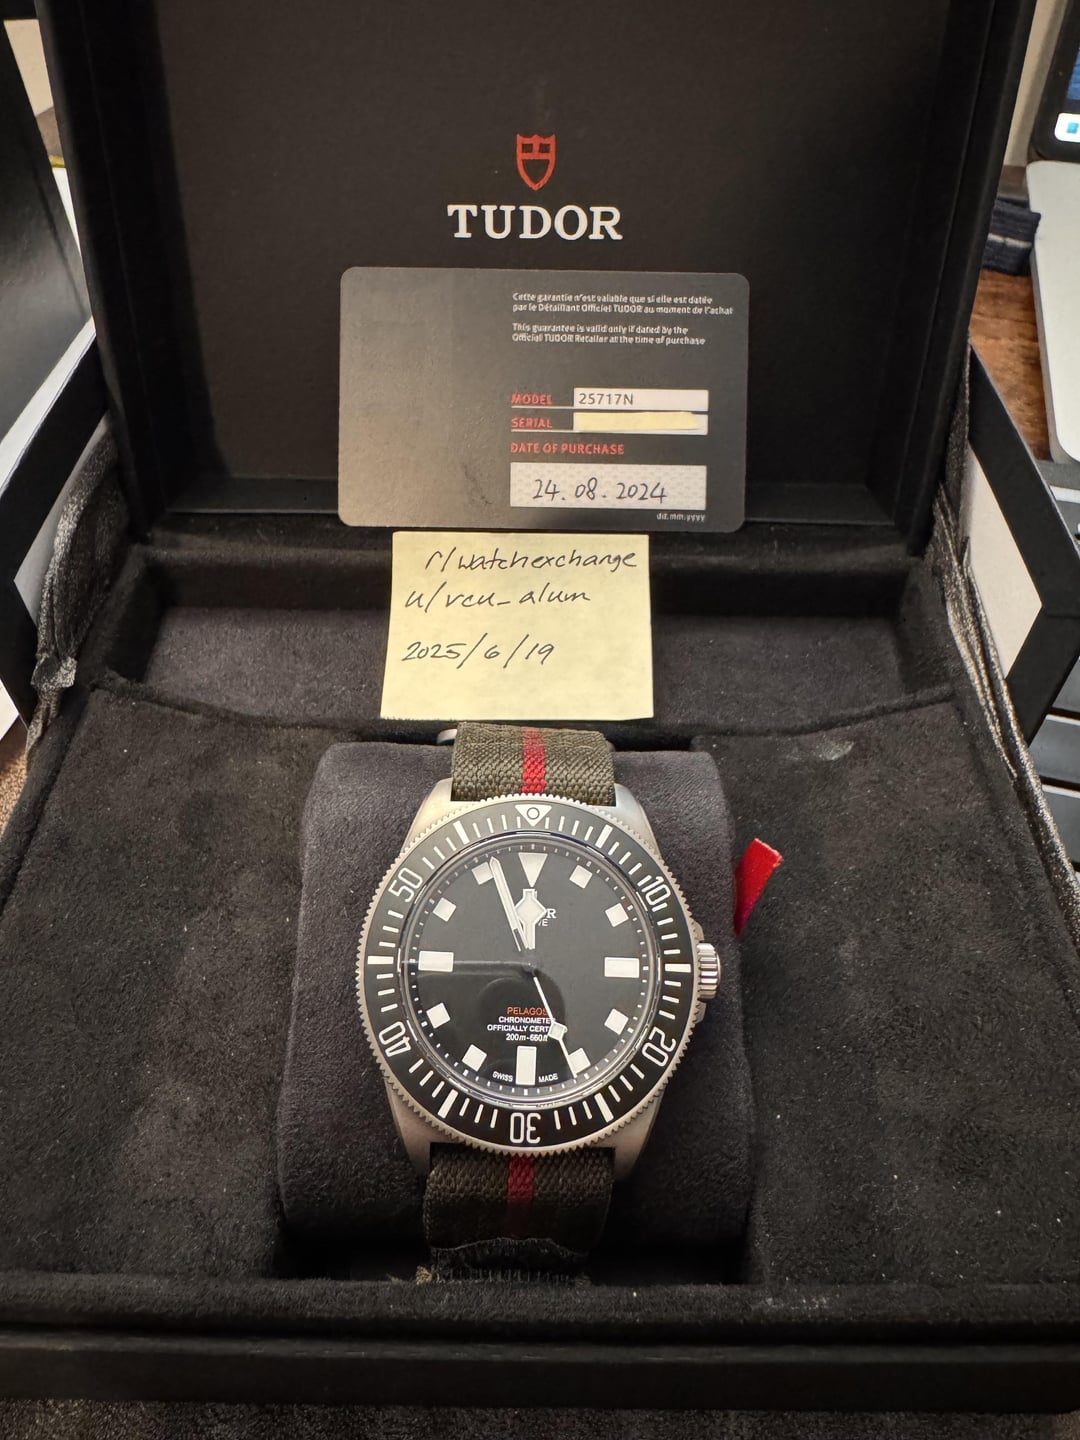 TUDOR
Cette garantie n'est valable que si elle est datée
par le Détaillant Officiel TUDOR au moment de l'achat
This guarantee is valid only if dated by the
Official TUDOR Retailer at the time of purchase
MODEL 25717N
SERIAL
DATE OF PURCHASE
24.08.2024
dd.mm.yyyy
r/watchexchange
u/vcu_alum
2025/6/19
50
10
40
20
30
PELAGOS
CHRONOMETE
OFFICIALLY CERT
200m-660ft
SWISS MADE